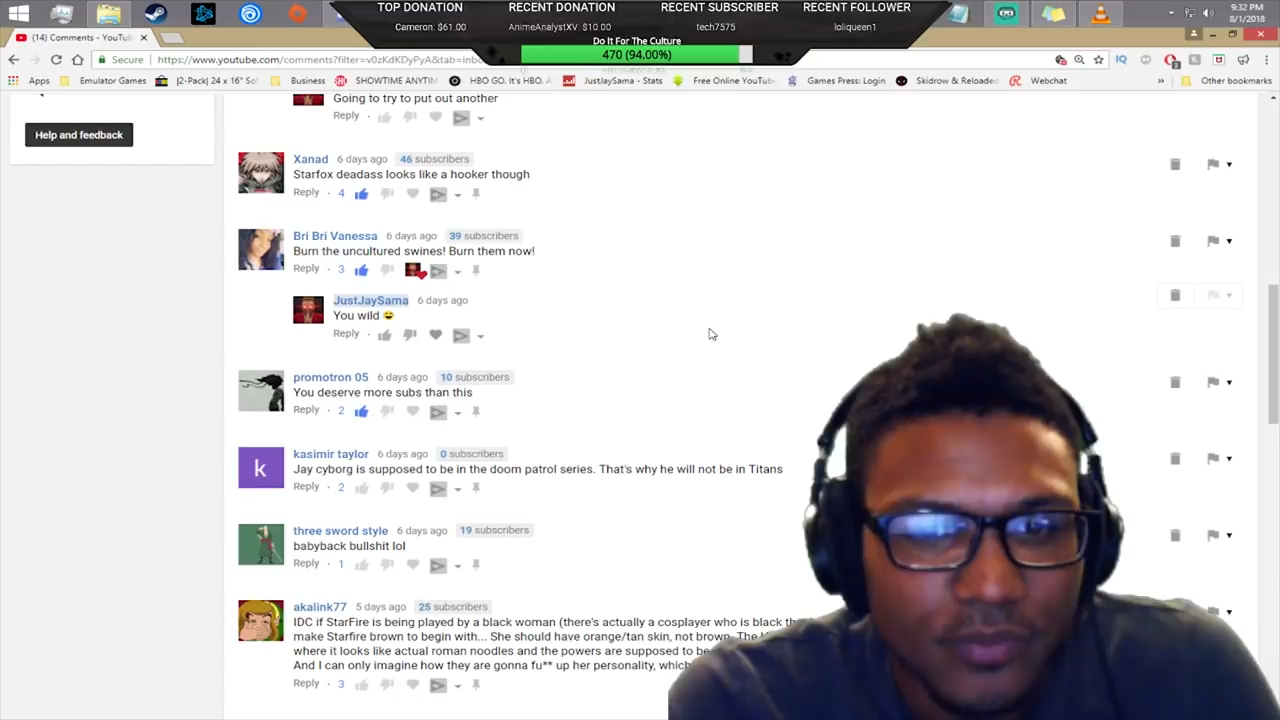 TOP DONATION
RECENT DONATION
RECENT SUBSCRIBER
RECENT FOLLOWER
Cameron: $61.00
AnimeAnalystXV: $10.00
tech7575
loliqueen1
Do It For The Culture
470 (94.00%)
9:32 PM
8/1/2018
(14) Comments - YouTub
Secure https://www.youtube.com/comments?filter=v0zKdKDyPyA&tab=inbo
Apps Emulator Games J2-Pack| 24 x 16" So Business SHOWTIME ANYTIM HBO GO. It's HBO. JustJaySama - Stats Free Online YouTub Games Press: Login Skidrow & Reloade Webchat » Other bookmarks
Help and feedback
Going to try to put out another
Reply
Xanad 6 days ago 46 subscribers
Starfox deadass looks like a hooker though
Reply · 4
Bri Bri Vanessa 6 days ago 39 subscribers
Burn the uncultured swines! Burn them now!
Reply · 3
JustJaySama 6 days ago
You wild 😄
Reply
promotron 05 6 days ago 10 subscribers
You deserve more subs than this
Reply · 2
k
kasimir taylor 6 days ago 0 subscribers
Jay cyborg is supposed to be in the doom patrol series. That's why he will not be in Titans
Reply · 2
three sword style 6 days ago 19 subscribers
babyback bullshit lol
Reply · 1
akalink77 5 days ago 25 subscribers
IDC if StarFire is being played by a black woman (there's actually a cosplayer who is black
make Starfire brown to begin with... She should have orange/tan skin, not brown. The
where it looks like actual roman noodles and the powers are supposed to be
And I can only imagine how they are gonna fu** up her personality,
Reply · 3